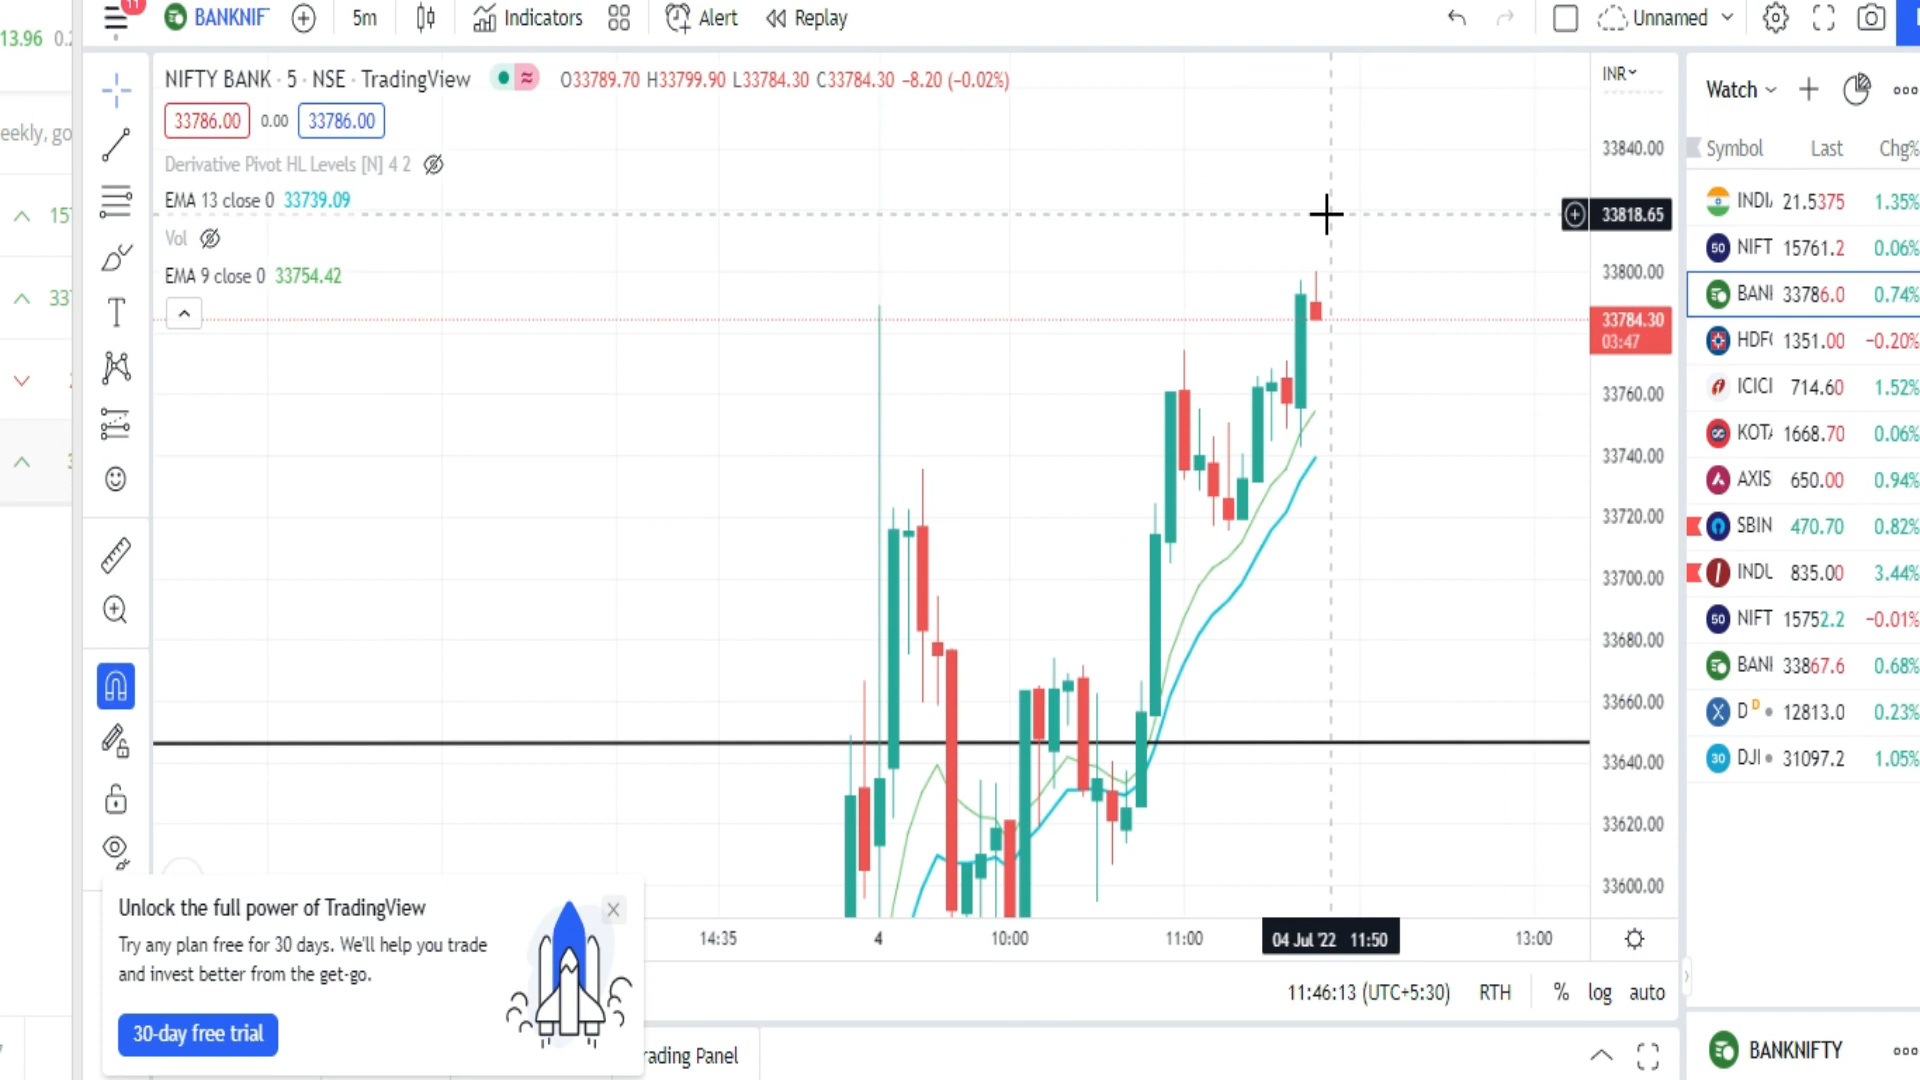 11
13.96 0.2
BANKNIF
5m
Indicators
Alert
Replay
Unnamed
eekly, go
15
33
NIFTY BANK · 5 · NSE · TradingView
O33789.70 H33799.90 L33784.30 C33784.30 −8.20 (−0.02%)
33786.00 0.00 33786.00
Derivative Pivot HL Levels [N] 4 2
EMA 13 close 0 33739.09
Vol
EMA 9 close 0 33754.42
INR
33840.00
33818.65
33800.00
33784.30
03:47
33760.00
33740.00
33720.00
33700.00
33680.00
33660.00
33640.00
33620.00
33600.00
14:35
4
10:00
11:00
04 Jul '22 11:50
13:00
11:46:13 (UTC+5:30)
RTH
%
log
auto
Unlock the full power of TradingView
Try any plan free for 30 days. We'll help you trade
and invest better from the get-go.
30-day free trial
rading Panel
Watch
Symbol Last Chg%
INDI 21.5375 1.35%
50 NIFT 15761.2 0.06%
BANI 33786.0 0.74%
HDF 1351.00 −0.20%
ICICI 714.60 1.52%
KOT 1668.70 0.06%
AXIS 650.00 0.94%
SBIN 470.70 0.82%
INDL 835.00 3.44%
50 NIFT 15752.2 −0.01%
BANI 33867.6 0.68%
D D 12813.0 0.23%
30 DJI 31097.2 1.05%
BANKNIFTY